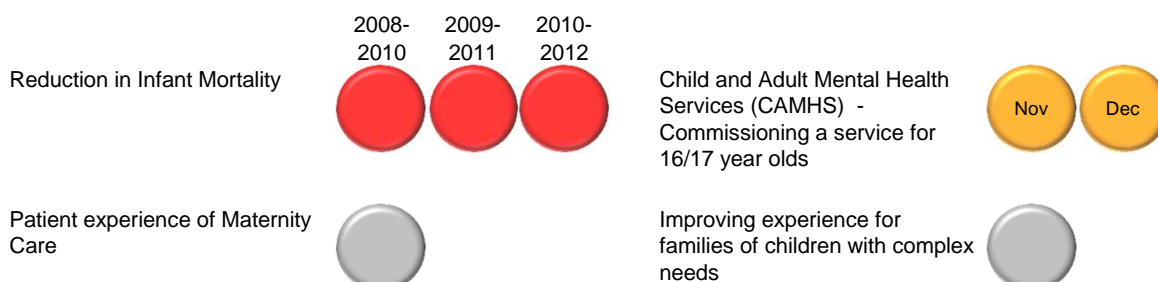 2008-
2010
2009-
2011
2010-
2012
Reduction in Infant Mortality
Child and Adult Mental Health
Services (CAMHS)  -
Commissioning a service for
16/17 year olds
Nov
Dec
Patient experience of Maternity
Care
Improving experience for
families of children with complex
needs